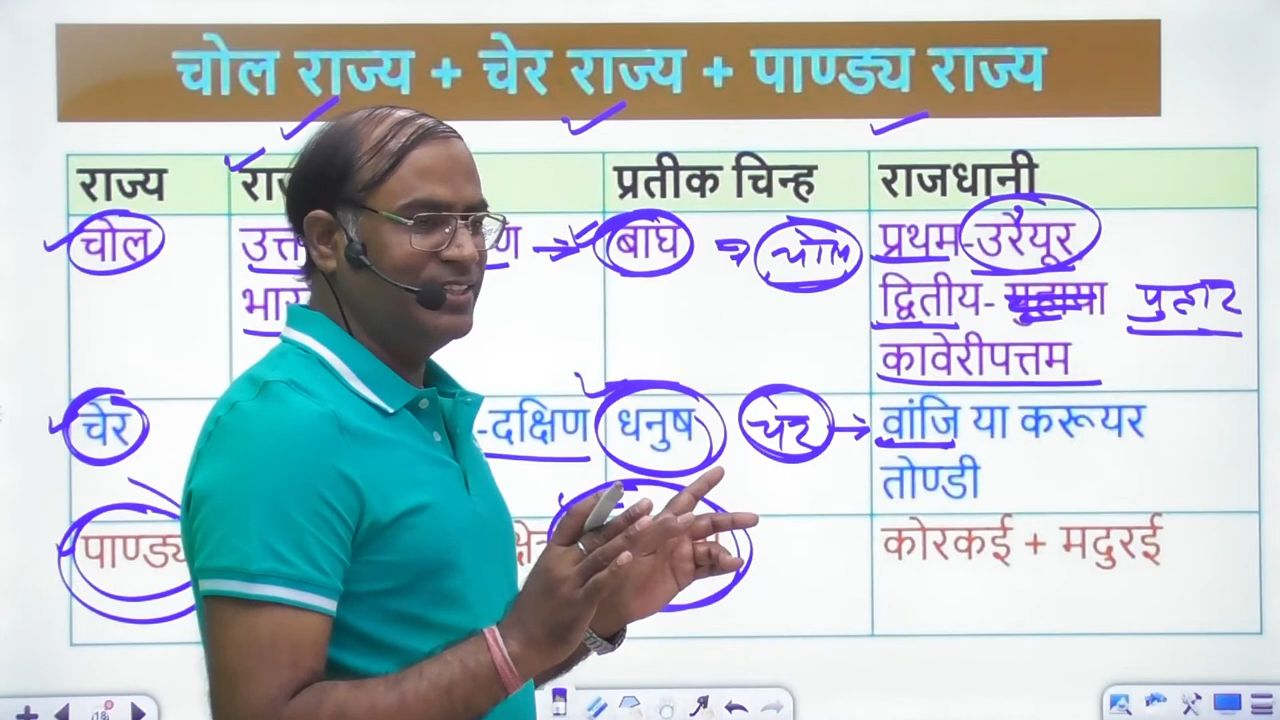 चोल राज्य + चेर राज्य + पाण्ड्य राज्य
राज्य प्रतीक चिन्ह राजधानी
चोल बाघ चोल प्रथम-उरैयूर
द्वितीय- पुहार
कावेरीपत्तम
चेर -दक्षिण धनुष चेर वांजि या करूयर
तोण्डी
पाण्ड्य कोरकई + मदुरई